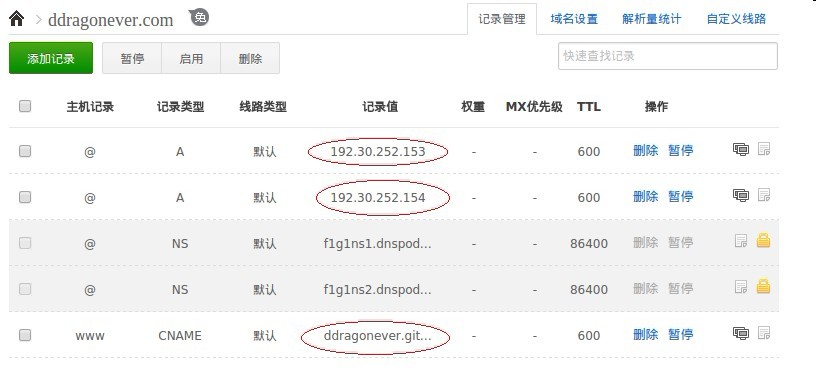 ddragonever.com 免
记录管理 域名设置 解析量统计 自定义线路
添加记录 暂停 启用 删除 快速查找记录
主机记录 记录类型 线路类型 记录值 权重 MX优先级 TTL 操作
@ A 默认 192.30.252.153 - - 600 删除 暂停
@ A 默认 192.30.252.154 - - 600 删除 暂停
@ NS 默认 f1g1ns1.dnspod... - - 86400 删除 暂停
@ NS 默认 f1g1ns2.dnspod... - - 86400 删除 暂停
www CNAME 默认 ddragonever.git... - - 600 删除 暂停